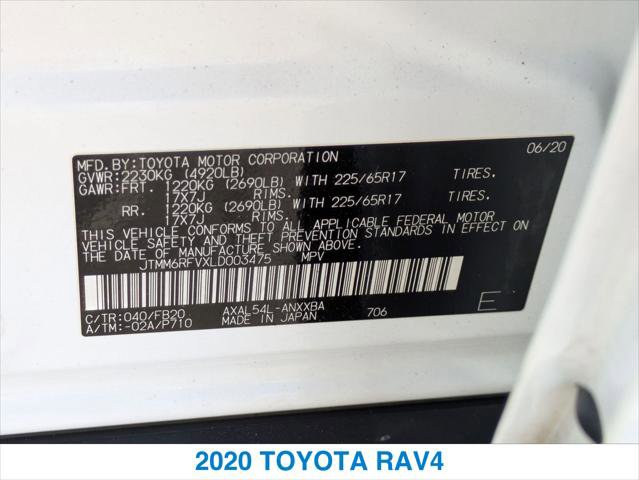 MFD.BY:TOYOTA MOTOR CORPORATION 06/20
GVWR:2230KG (4920LB)
GAWR:FRT. 1220KG (2690LB) WITH 225/65R17 TIRES.
17X7J RIMS.
RR. 1220KG (2690LB) WITH 225/65R17 TIRES.
17X7J RIMS.
THIS VEHICLE CONFORMS TO ALL APPLICABLE FEDERAL MOTOR
VEHICLE SAFETY AND THEFT PREVENTION STANDARDS IN EFFECT ON
THE DATE OF MANUFACTURE SHOWN ABOVE.
JTMM6RFVXLD003475 MPV
C/TR:040/FB20 AXAL54L-ANXXBA 706 E
A/TM:-02A/P710 MADE IN JAPAN
2020 TOYOTA RAV4